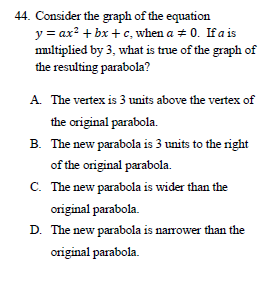 44. Consider the graph of the equation
y = ax² + bx + c, when a ≠ 0. If a is
multiplied by 3, what is true of the graph of
the resulting parabola?
A. The vertex is 3 units above the vertex of
the original parabola.
B. The new parabola is 3 units to the right
of the original parabola.
C. The new parabola is wider than the
original parabola.
D. The new parabola is narrower than the
original parabola.